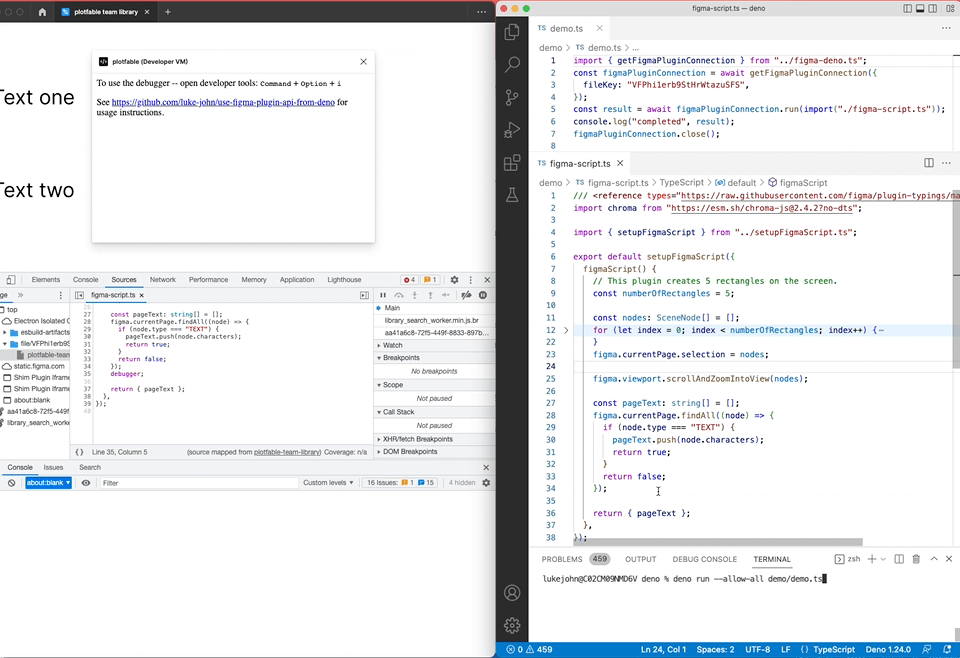 plotfable team library
figma-script.ts — deno
plotfable (Developer VM)
To use the debugger -- open developer tools: Command + Option + i
See https://github.com/luke-john/use-figma-plugin-api-from-deno for
usage instructions.
Text one
Text two
Elements Console Sources Network Performance Memory Application Lighthouse 4 1
ge » figma-script.ts
top
Electron Isolated C
esbuild-artifacts
file/VFPhi1erb9S
plotfable-team
static.figma.com
Shim Plugin Iframe
Shim Plugin Iframe
about:blank
aa41a6c8-72f5-449f
library_search_worke
26
27 const pageText: string[] = [];
28 figma.currentPage.findAll((node) => {
29 if (node.type === "TEXT") {
30 pageText.push(node.characters);
31 return true;
32 }
33 return false;
34 });
35 debugger;
36
37 return { pageText };
38 },
39 });
40
Main
library_search_worker.min.js.br
aa41a6c8-72f5-449f-8833-897b...
Watch
Breakpoints
No breakpoints
Scope
Not paused
Call Stack
Not paused
XHR/fetch Breakpoints
DOM Breakpoints
{} Line 35, Column 5 (source mapped from plotfable-team-library) Coverage: n/a
Console Issues Search
about:blank Filter Custom levels 16 Issues: 1 15 4 hidden
TS demo.ts
demo > TS demo.ts > ...
1 import { getFigmaPluginConnection } from "../figma-deno.ts";
2 const figmaPluginConnection = await getFigmaPluginConnection({
3 fileKey: "VFPhi1erb9StHrWtazuSFS",
4 });
5 const result = await figmaPluginConnection.run(import("./figma-script.ts"));
6 console.log("completed", result);
7 figmaPluginConnection.close();
8
TS figma-script.ts
demo > TS figma-script.ts > TypeScript > default > figmaScript
1 /// <reference types="https://raw.githubusercontent.com/figma/plugin-typings/ma
2 import chroma from "https://esm.sh/chroma-js@2.4.2?no-dts";
3
4 import { setupFigmaScript } from "../setupFigmaScript.ts";
5
6 export default setupFigmaScript({
7 figmaScript() {
8 // This plugin creates 5 rectangles on the screen.
9 const numberOfRectangles = 5;
10
11 const nodes: SceneNode[] = [];
12 for (let index = 0; index < numberOfRectangles; index++) {…
22 }
23 figma.currentPage.selection = nodes;
24
25 figma.viewport.scrollAndZoomIntoView(nodes);
26
27 const pageText: string[] = [];
28 figma.currentPage.findAll((node) => {
29 if (node.type === "TEXT") {
30 pageText.push(node.characters);
31 return true;
32 }
33 return false;
34 });
35
36 return { pageText };
37 },
38 });
PROBLEMS 459 OUTPUT DEBUG CONSOLE TERMINAL zsh
lukejohn@C02CM09NMD6V deno % deno run --allow-all demo/demo.ts
0 459 Ln 24, Col 1 Spaces: 2 UTF-8 LF {} TypeScript Deno 1.24.0